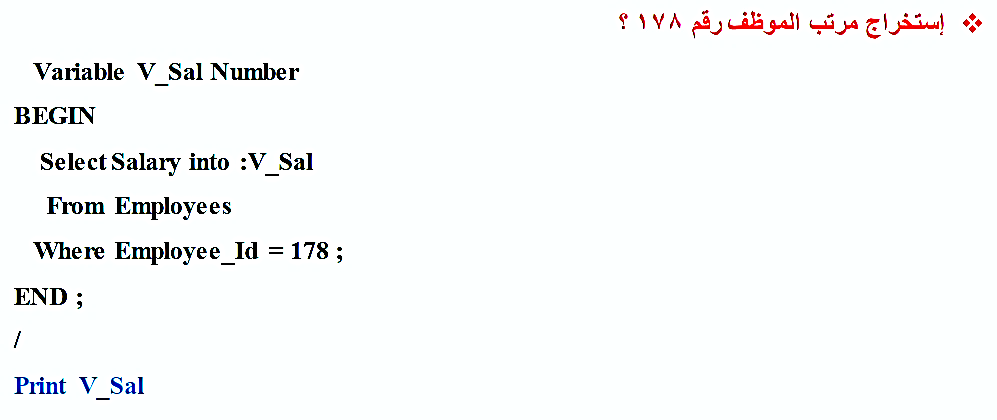 ❖ إستخراج مرتب الموظف رقم ١٧٨ ؟
Variable V_Sal Number
BEGIN
Select Salary into :V_Sal
From Employees
Where Employee_Id = 178 ;
END ;
/
Print V_Sal